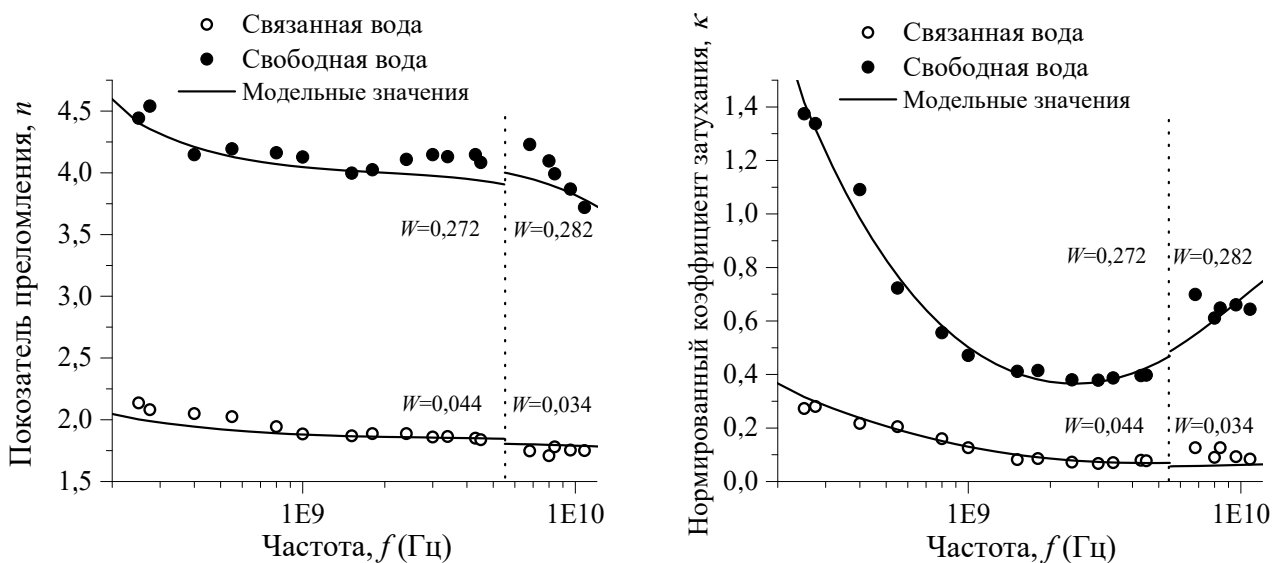 Связанная вода
Свободная вода
Модельные значения
Покозатель преломления, n
4,5
4,0
3,5
3,0
2,5
2,0
1,5
W=0,272
W=0,282
W=0,044
W=0,034
1E9
1E10
Частота, f (Гц)
Связанная вода
Свободная вода
Модельные значения
Нормированный коэффициент затухания, κ
1,4
1,2
1,0
0,8
0,6
0,4
0,2
0,0
W=0,272
W=0,282
W=0,044
W=0,034
1E9
1E10
Частота, f (Гц)